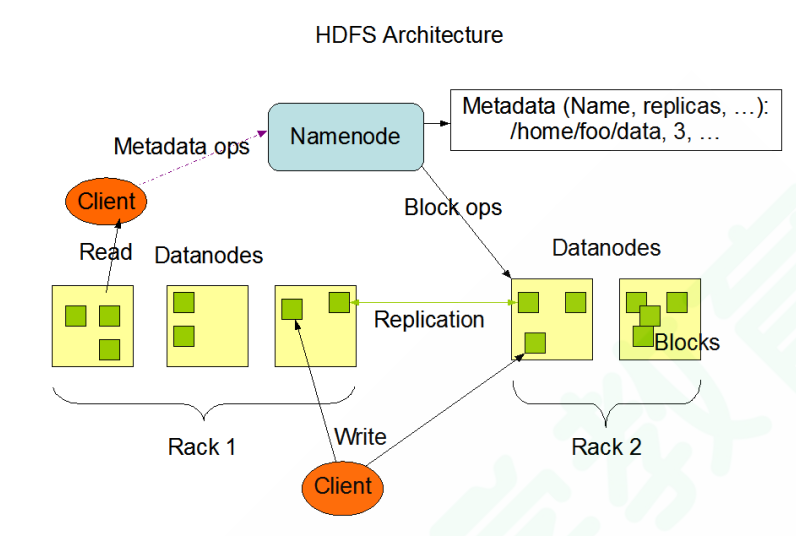 HDFS Architecture
Metadata (Name, replicas, …):
/home/foo/data, 3, …
Namenode
Metadata ops
Client
Block ops
Read
Datanodes
Datanodes
Replication
Blocks
Rack 1
Write
Rack 2
Client